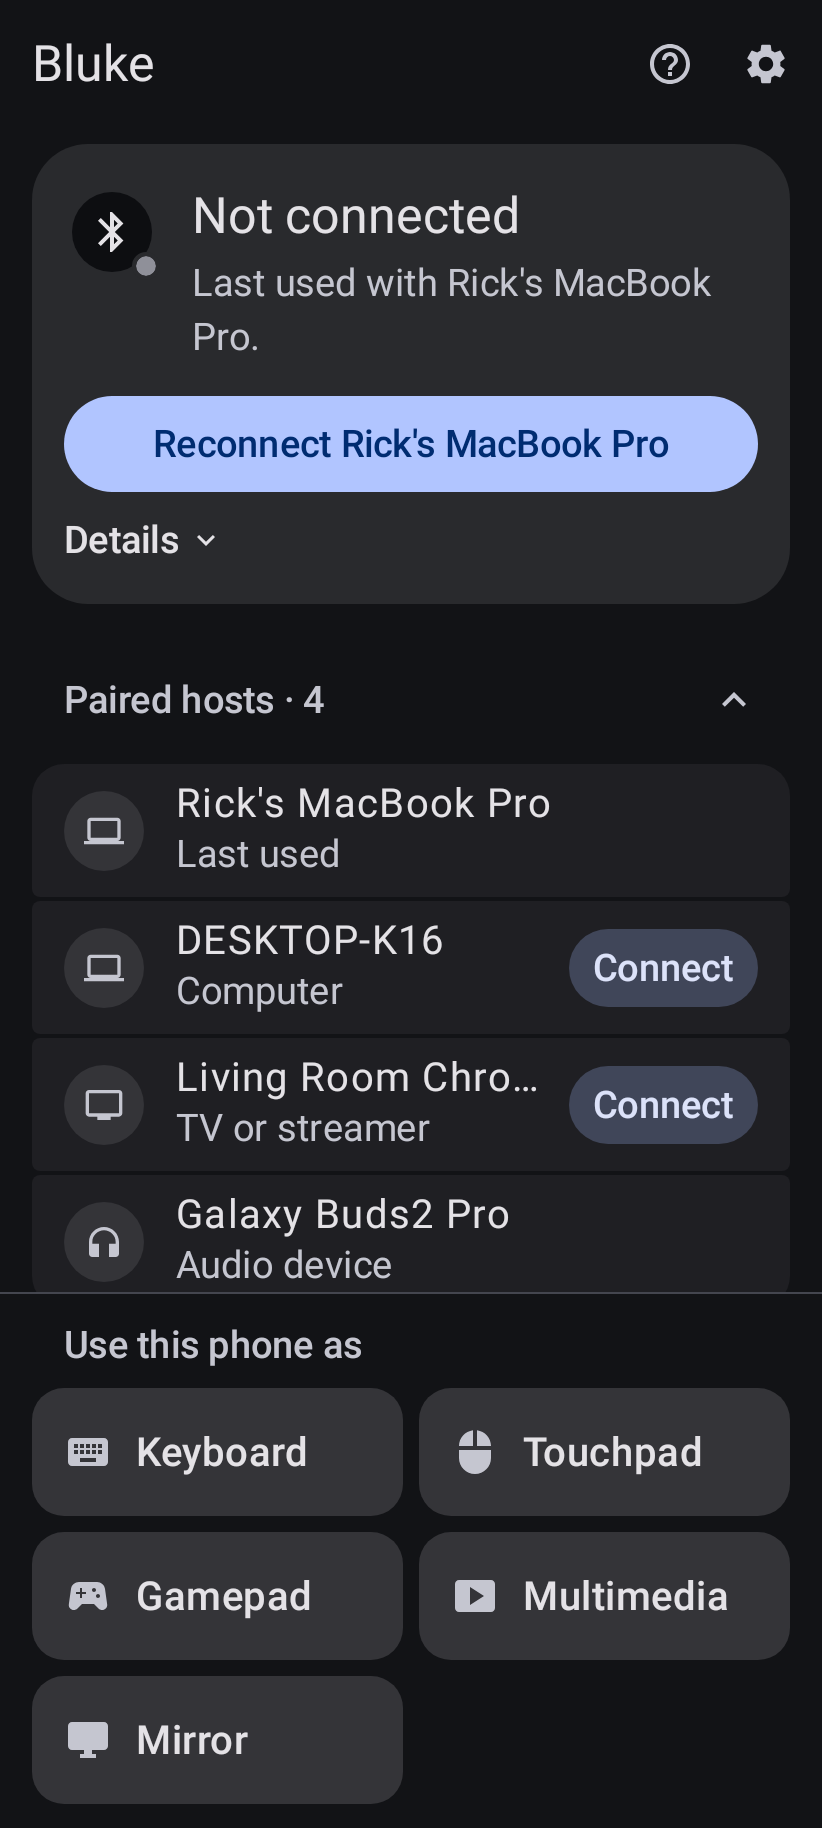 Bluke
Not connected
Last used with Rick's MacBook
Pro.
Reconnect Rick's MacBook Pro
Details
Paired hosts · 4
Rick's MacBook Pro
Last used
DESKTOP-K16
Computer
Connect
Living Room Chro...
TV or streamer
Connect
Galaxy Buds2 Pro
Audio device
Use this phone as
Keyboard
Touchpad
Gamepad
Multimedia
Mirror